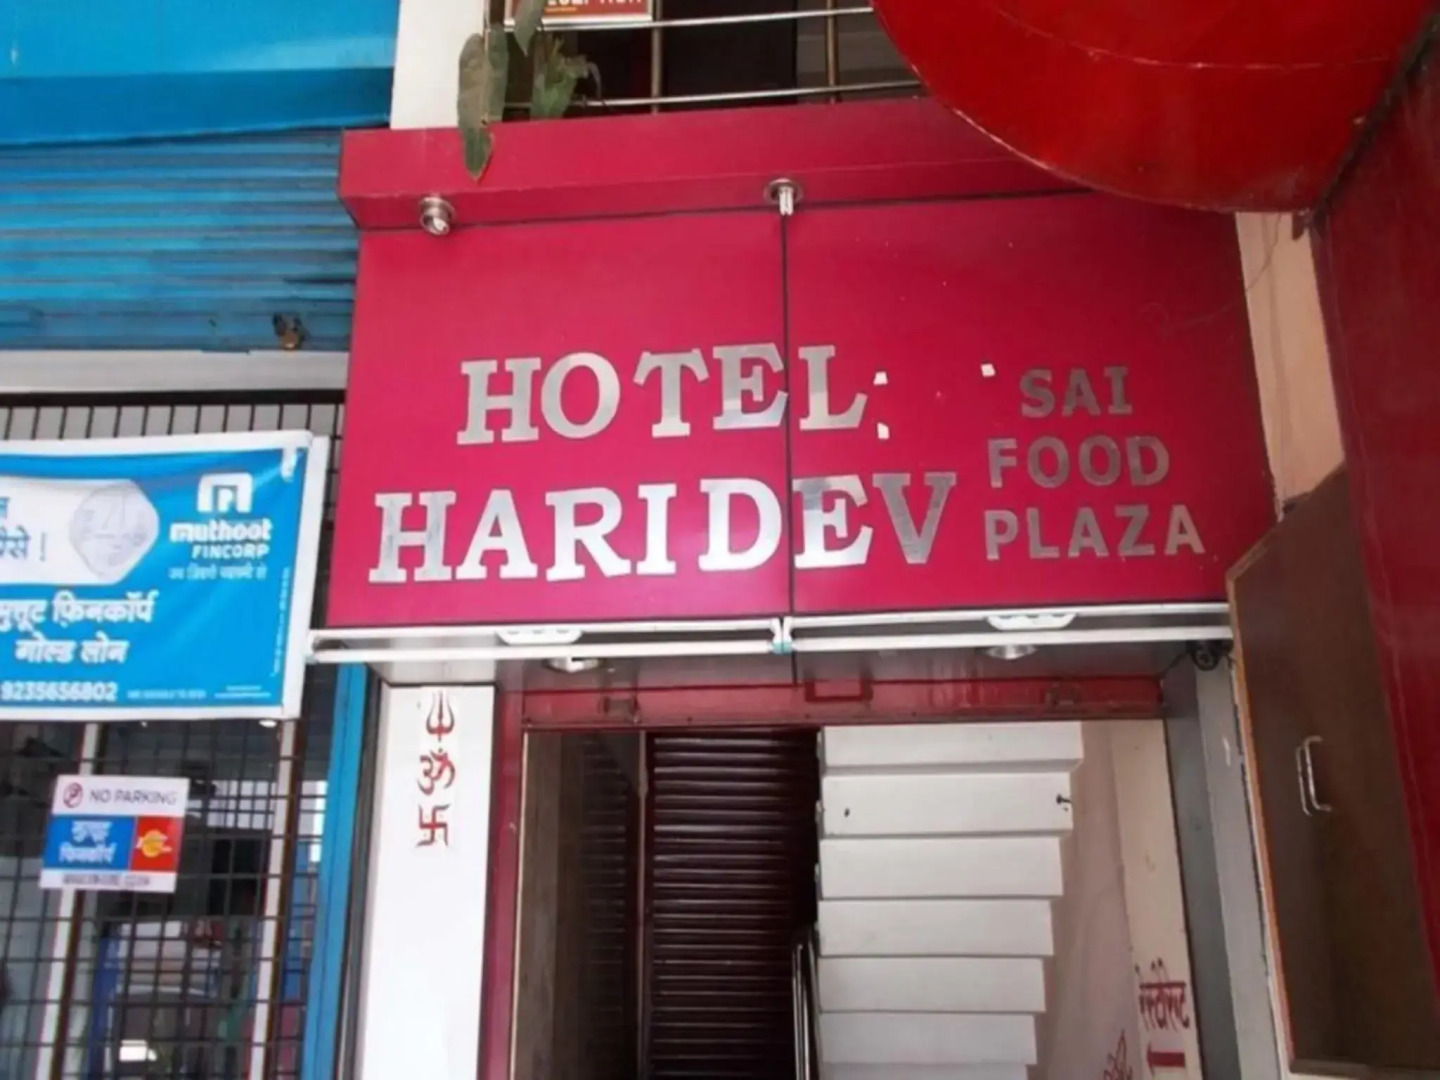 HOTEL
HARIDEV
SAI
FOOD
PLAZA
muthoot
FINCORP
मुत्तूट फ़िनकॉर्प
गोल्ड लोन
9235656802
NO PARKING
ॐ
卐
रेस्टोरेंट